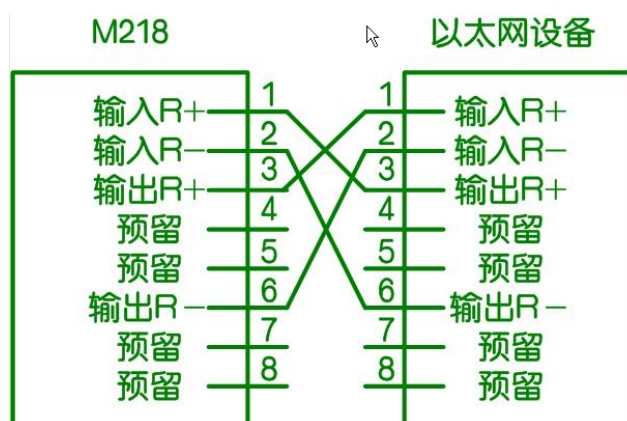 M218 以太网设备
1 1
输入R+ 输入R+
2 2
输入R- 输入R-
3 3
输出R+ 输出R+
4 4
预留 预留
5 5
预留 预留
6 6
输出R- 输出R-
7 7
预留 预留
8 8
预留 预留